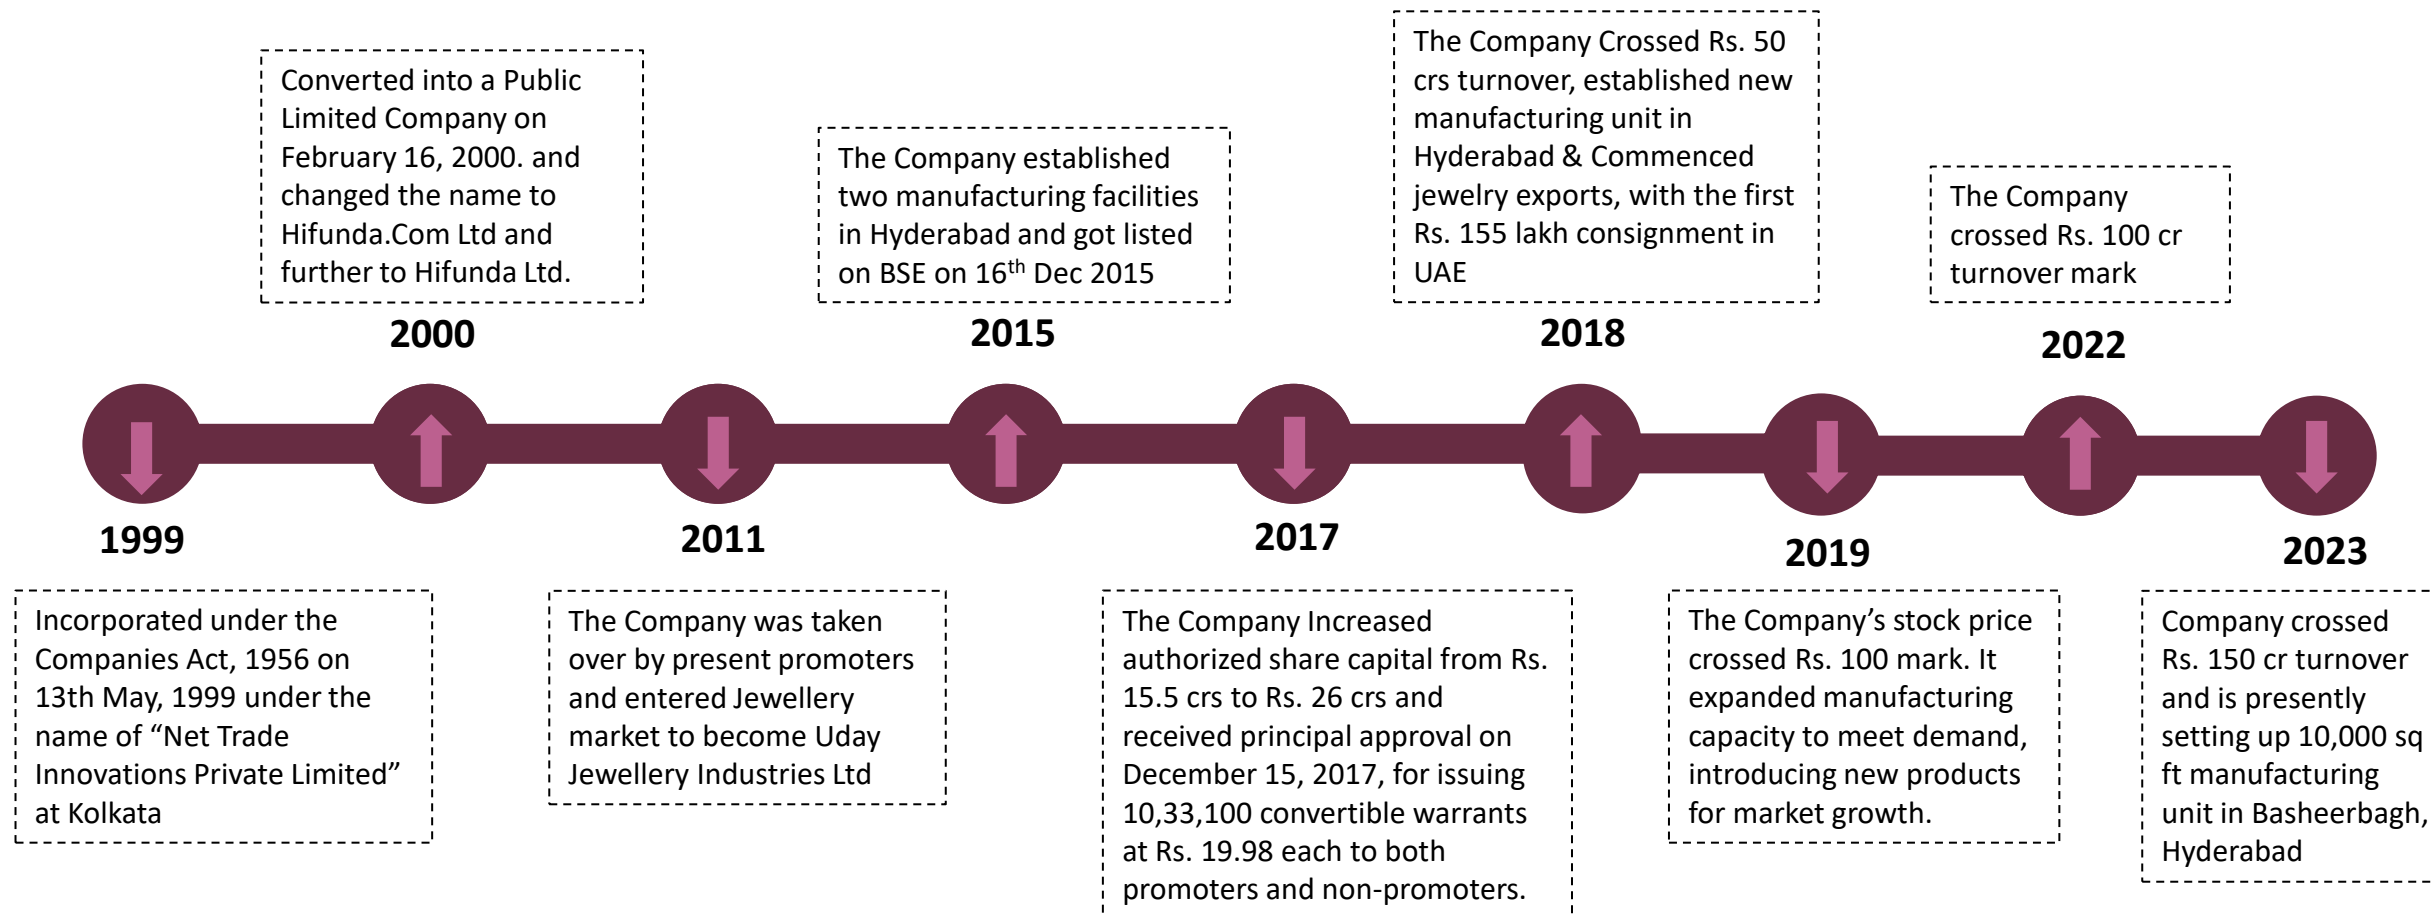 Converted into a Public
Limited Company on
February 16, 2000. and
changed the name to
Hifunda.Com Ltd and
further to Hifunda Ltd.
2000
The Company established
two manufacturing facilities
in Hyderabad and got listed
on BSE on 16th Dec 2015
2015
The Company Crossed Rs. 50
crs turnover, established new
manufacturing unit in
Hyderabad & Commenced
jewelry exports, with the first
Rs. 155 lakh consignment in
UAE
2018
The Company
crossed Rs. 100 cr
turnover mark
2022
1999
Incorporated under the
Companies Act, 1956 on
13th May, 1999 under the
name of “Net Trade
Innovations Private Limited”
at Kolkata
2011
The Company was taken
over by present promoters
and entered Jewellery
market to become Uday
Jewellery Industries Ltd
2017
The Company Increased
authorized share capital from Rs.
15.5 crs to Rs. 26 crs and
received principal approval on
December 15, 2017, for issuing
10,33,100 convertible warrants
at Rs. 19.98 each to both
promoters and non-promoters.
2019
The Company’s stock price
crossed Rs. 100 mark. It
expanded manufacturing
capacity to meet demand,
introducing new products
for market growth.
2023
Company crossed
Rs. 150 cr turnover
and is presently
setting up 10,000 sq
ft manufacturing
unit in Basheerbagh,
Hyderabad